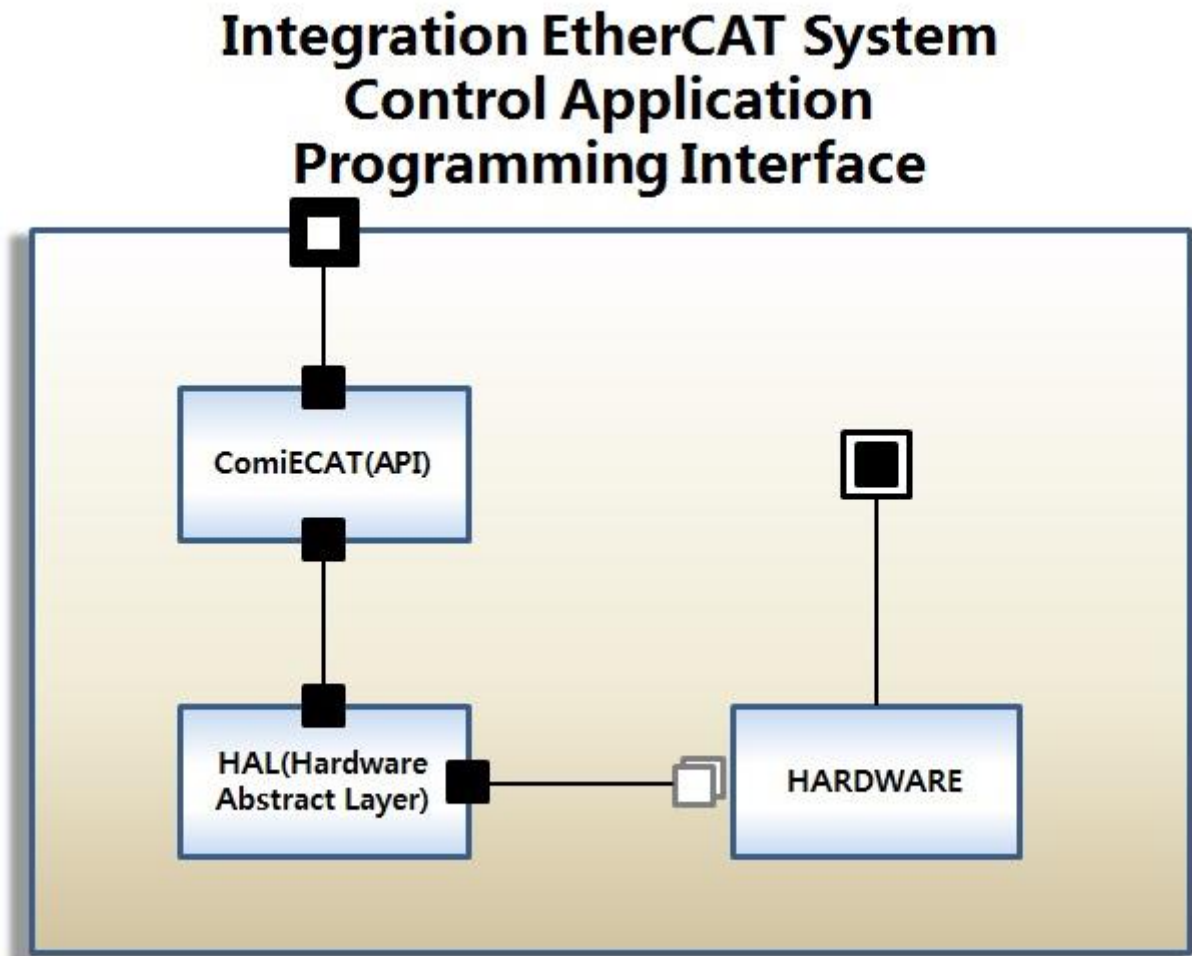 Integration EtherCAT System
Control Application
Programming Interface
ComiECAT(API)
HAL(Hardware
Abstract Layer)
HARDWARE